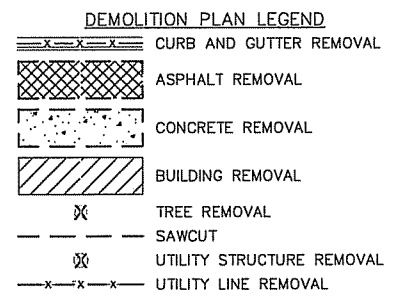 DEMOLITION PLAN LEGEND
CURB AND GUTTER REMOVAL
ASPHALT REMOVAL
CONCRETE REMOVAL
BUILDING REMOVAL
TREE REMOVAL
SAWCUT
UTILITY STRUCTURE REMOVAL
UTILITY LINE REMOVAL